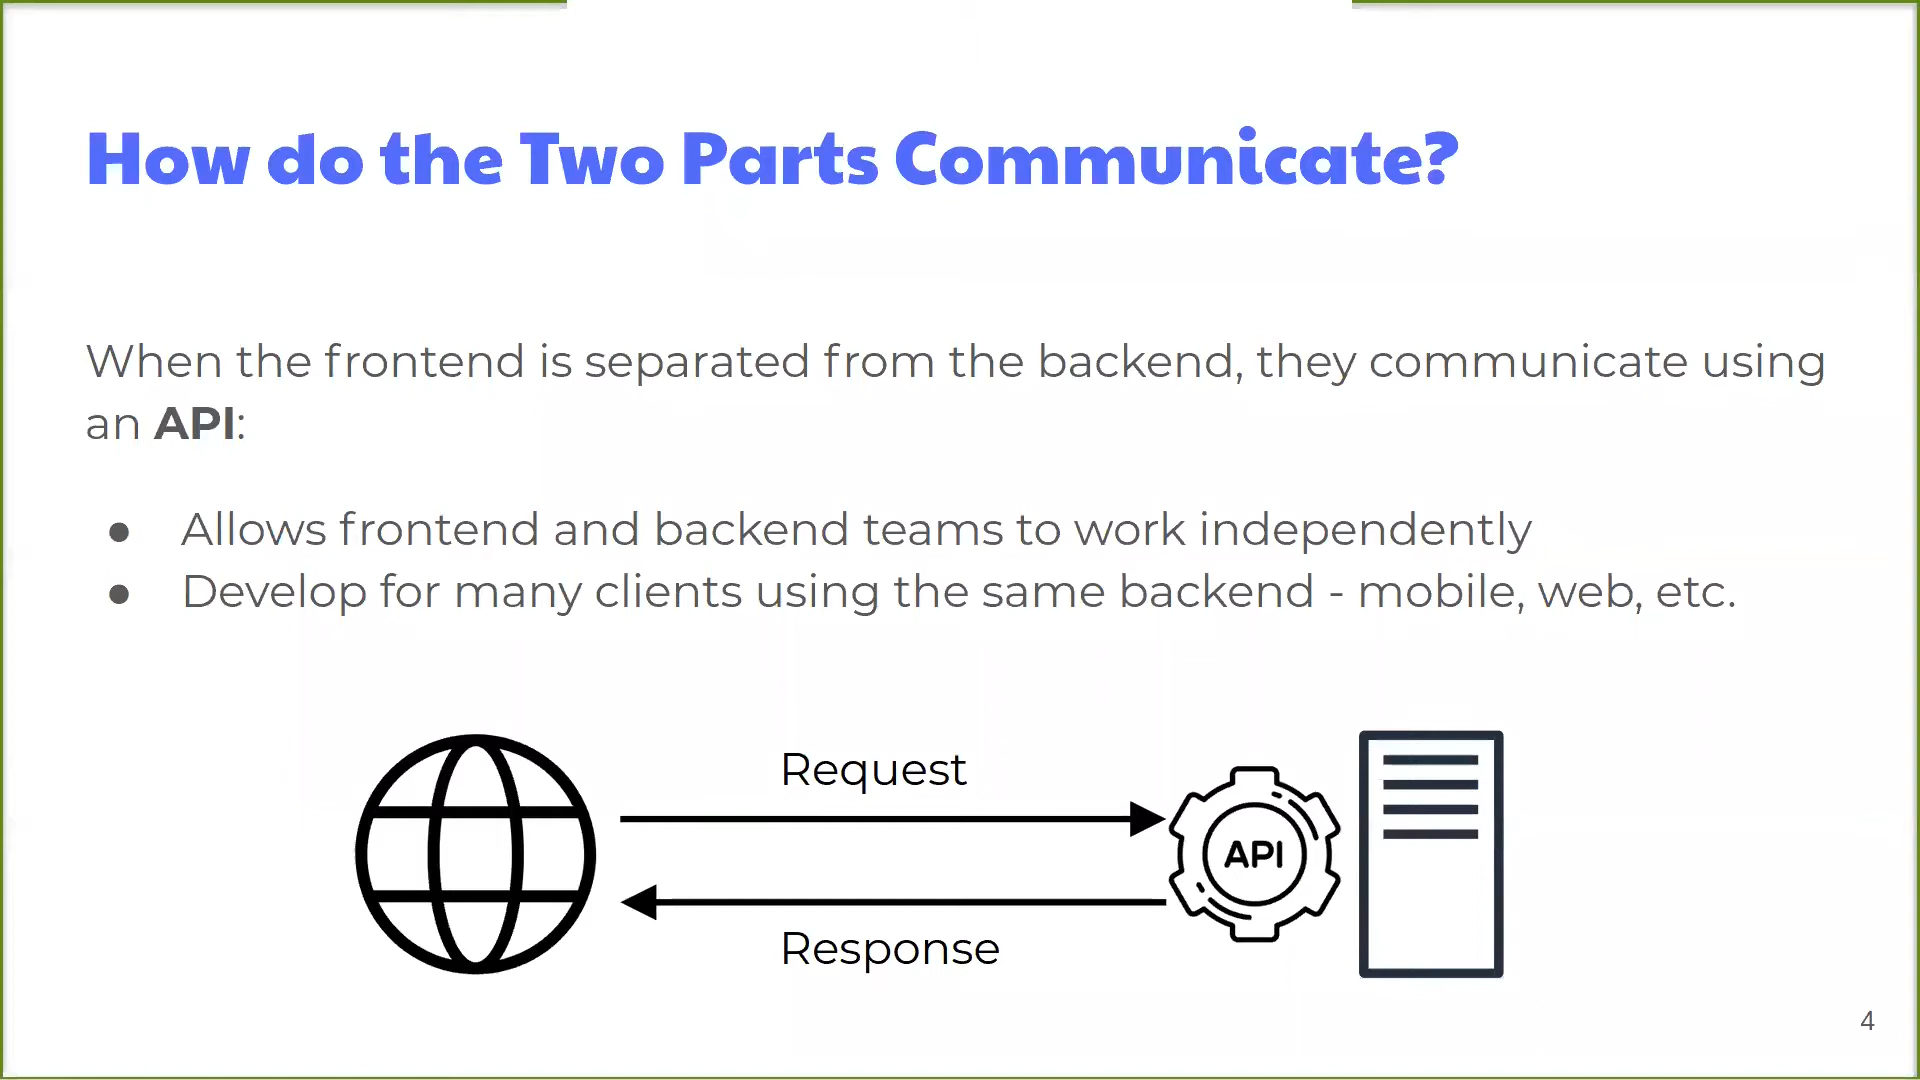 How do the Two Parts Communicate?
When the frontend is separated from the backend, they communicate using
an API:
● Allows frontend and backend teams to work independently
● Develop for many clients using the same backend - mobile, web, etc.
Request
API
Response
4